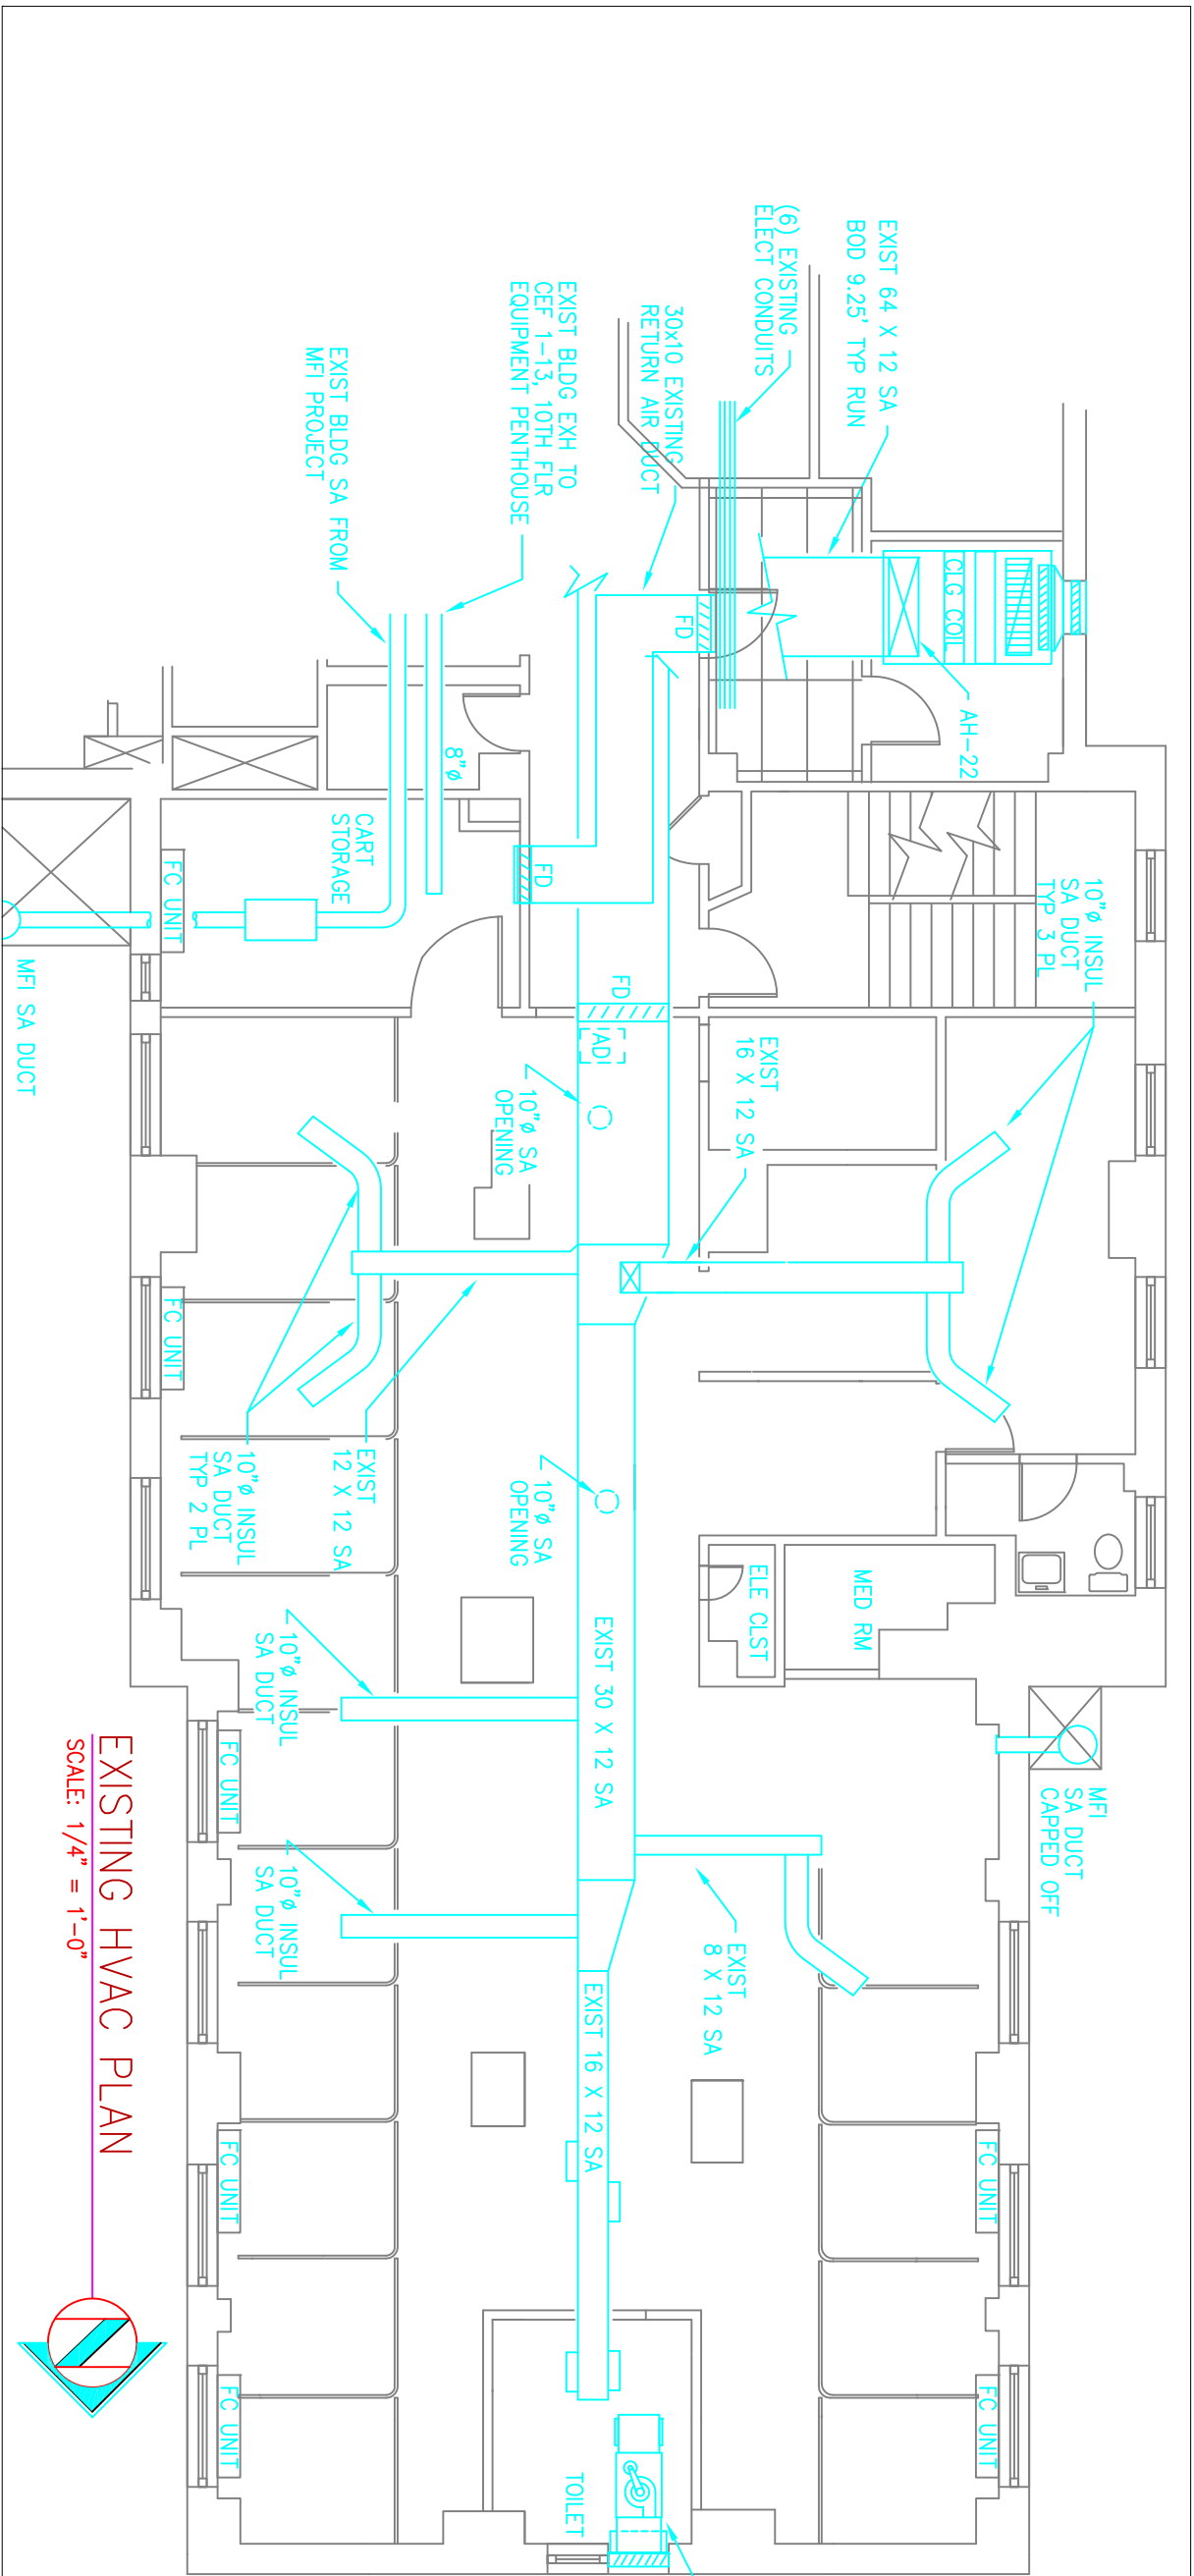 EXIST 64 X 12 SA
BOD 9.25' TYP RUN
(6) EXISTING
ELECT CONDUITS
30x10 EXISTING
RETURN AIR DUCT
EXIST BLDG EXH TO
CEF 1-13, 10TH FLR
EQUIPMENT PENTHOUSE
EXIST BLDG SA FROM
MFI PROJECT
CLG COIL
AH-22
FD
8"ø
CART
STORAGE
FC UNIT
MFI SA DUCT
FD
FD
AD
10"ø SA
OPENING
EXIST
16 X 12 SA
10"ø INSUL
SA DUCT
TYP 3 PL
FC UNIT
10"ø INSUL
SA DUCT
TYP 2 PL
EXIST
12 X 12 SA
10"ø SA
OPENING
ELE CLST
MED RM
EXIST 30 X 12 SA
10"ø INSUL
SA DUCT
MFI
SA DUCT
CAPPED OFF
FC UNIT
10"ø INSUL
SA DUCT
EXIST
8 X 12 SA
EXIST 16 X 12 SA
FC UNIT
FC UNIT
FC UNIT
FC UNIT
TOILET
EXISTING HVAC PLAN
SCALE: 1/4" = 1'-0"